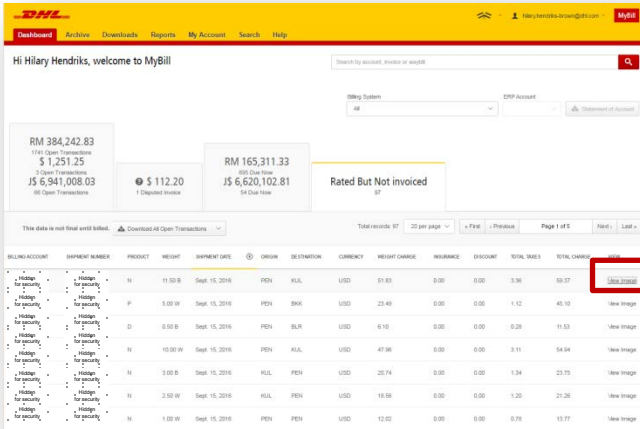 DHL
hilary.hendriks-brown@dhl.com
MyBill
Dashboard Archive Downloads Reports My Account Search Help
Hi Hilary Hendriks, welcome to MyBill
Search by account, invoice or waybill
Billing System ERP Account
All Statement of Account
RM 384,242.83
1741 Open Transactions
$ 1,251.25
3 Open Transactions
J$ 6,941,008.03
66 Open Transactions
$ 112.20
1 Disputed Invoice
RM 165,311.33
606 Due Now
J$ 6,620,102.81
54 Due Now
Rated But Not invoiced
97
This data is not final until billed. Download All Open Transactions Total records: 97 20 per page « First ‹ Previous Page 1 of 5 Next › Last »
BILLING ACCOUNT SHIPMENT NUMBER PRODUCT WEIGHT SHIPMENT DATE ORIGIN DESTINATION CURRENCY WEIGHT CHARGE INSURANCE DISCOUNT TOTAL TAXES TOTAL CHARGE VIEW
Hidden for security Hidden for security N 11.50 B Sept. 15, 2016 PEN KUL USD 51.83 0.00 0.00 3.36 59.37 View Image
Hidden for security Hidden for security P 5.00 W Sept. 15, 2016 PEN BKK USD 23.49 0.00 0.00 1.12 45.10 View Image
Hidden for security Hidden for security D 0.50 B Sept. 15, 2016 PEN BLR USD 6.10 0.00 0.00 0.28 11.53 View Image
Hidden for security Hidden for security N 10.00 W Sept. 15, 2016 PEN KUL USD 47.96 0.00 0.00 3.11 54.94 View Image
Hidden for security Hidden for security N 3.00 B Sept. 15, 2016 KUL PEN USD 20.74 0.00 0.00 1.34 23.75 View Image
Hidden for security Hidden for security N 2.50 W Sept. 15, 2016 KUL PEN USD 18.56 0.00 0.00 1.20 21.26 View Image
Hidden for security Hidden for security N 1.00 W Sept. 15, 2016 PEN PEN USD 12.02 0.00 0.00 0.78 13.77 View Image